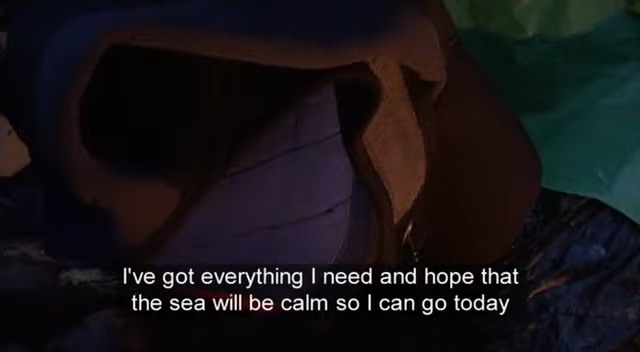 I've got everything I need and hope that
the sea will be calm so I can go today